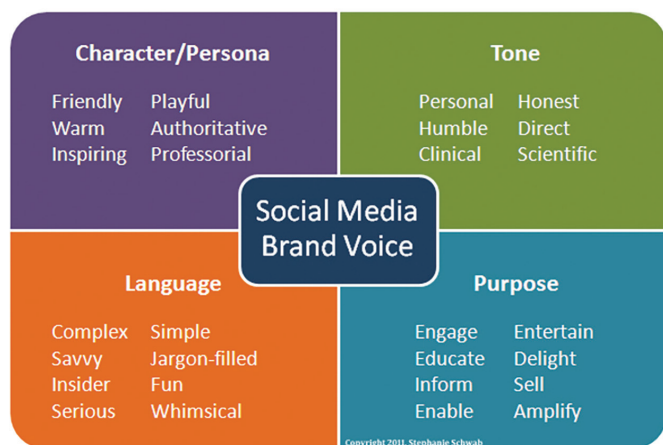 Character/Persona
Friendly Playful
Warm Authoritative
Inspiring Professorial
Tone
Personal Honest
Humble Direct
Clinical Scientific
Social Media
Brand Voice
Language
Complex Simple
Savvy Jargon-filled
Insider Fun
Serious Whimsical
Purpose
Engage Entertain
Educate Delight
Inform Sell
Enable Amplify
Copyright 2011, Stephanie Schwab